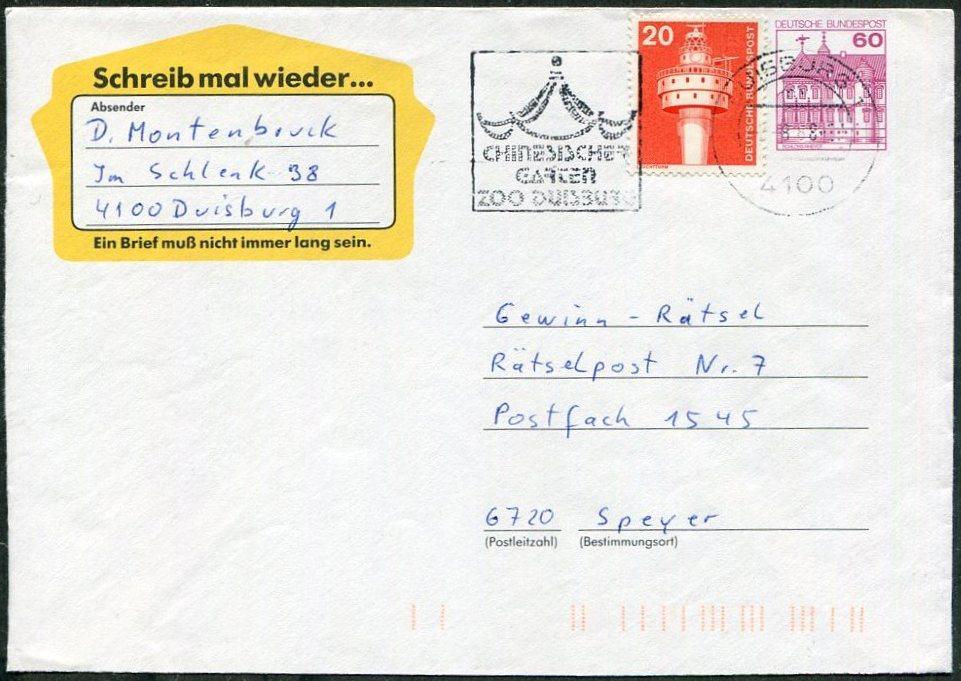 Schreib mal wieder...
Absender
D. Montenbruck
Im Schlenk 38
4100 Duisburg 1
Ein Brief muß nicht immer lang sein.
CHINESISCHER
GARTEN
ZOO DUISBURG
20
DEUTSCHE BUNDESPOST
LEUCHTTURM
DEUTSCHE BUNDESPOST
60
4100
Gewinn - Rätsel
Rätselpost Nr. 7
Postfach 1545
6720 Speyer
(Postleitzahl) (Bestimmungsort)